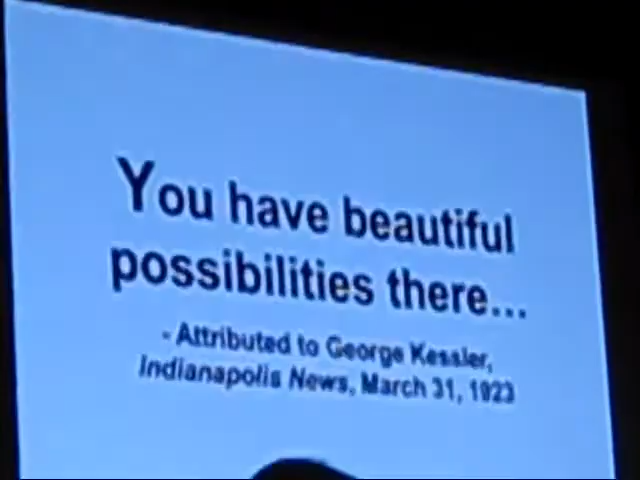 You have beautiful
possibilities there...
- Attributed to George Kessler,
Indianapolis News, March 31, 1923